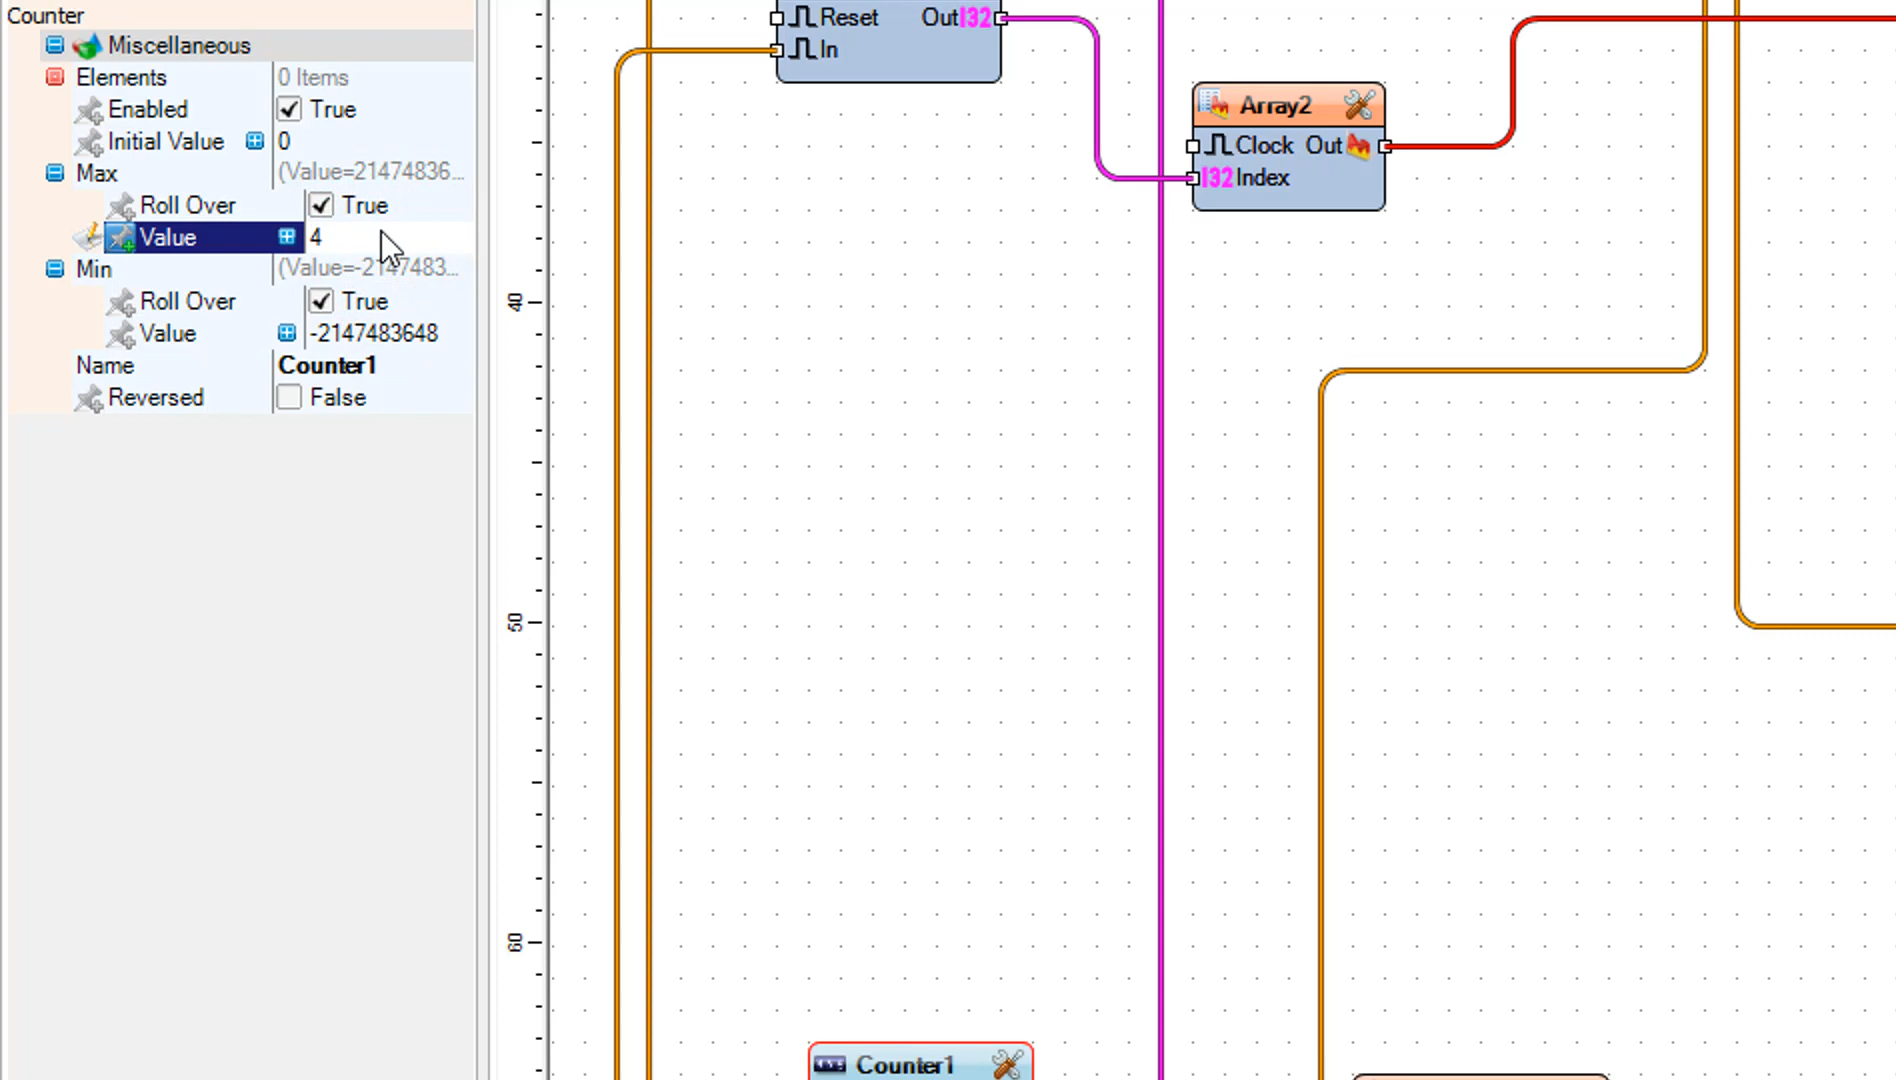 Counter
Miscellaneous
Elements 0 Items
Enabled True
Initial Value 0
Max (Value=21474836...
Roll Over True
Value 4
Min (Value=-2147483...
Roll Over True
Value -2147483648
Name Counter1
Reversed False
Reset Out I32
In
Array2
Clock Out
I32 Index
40
50
60
Counter1